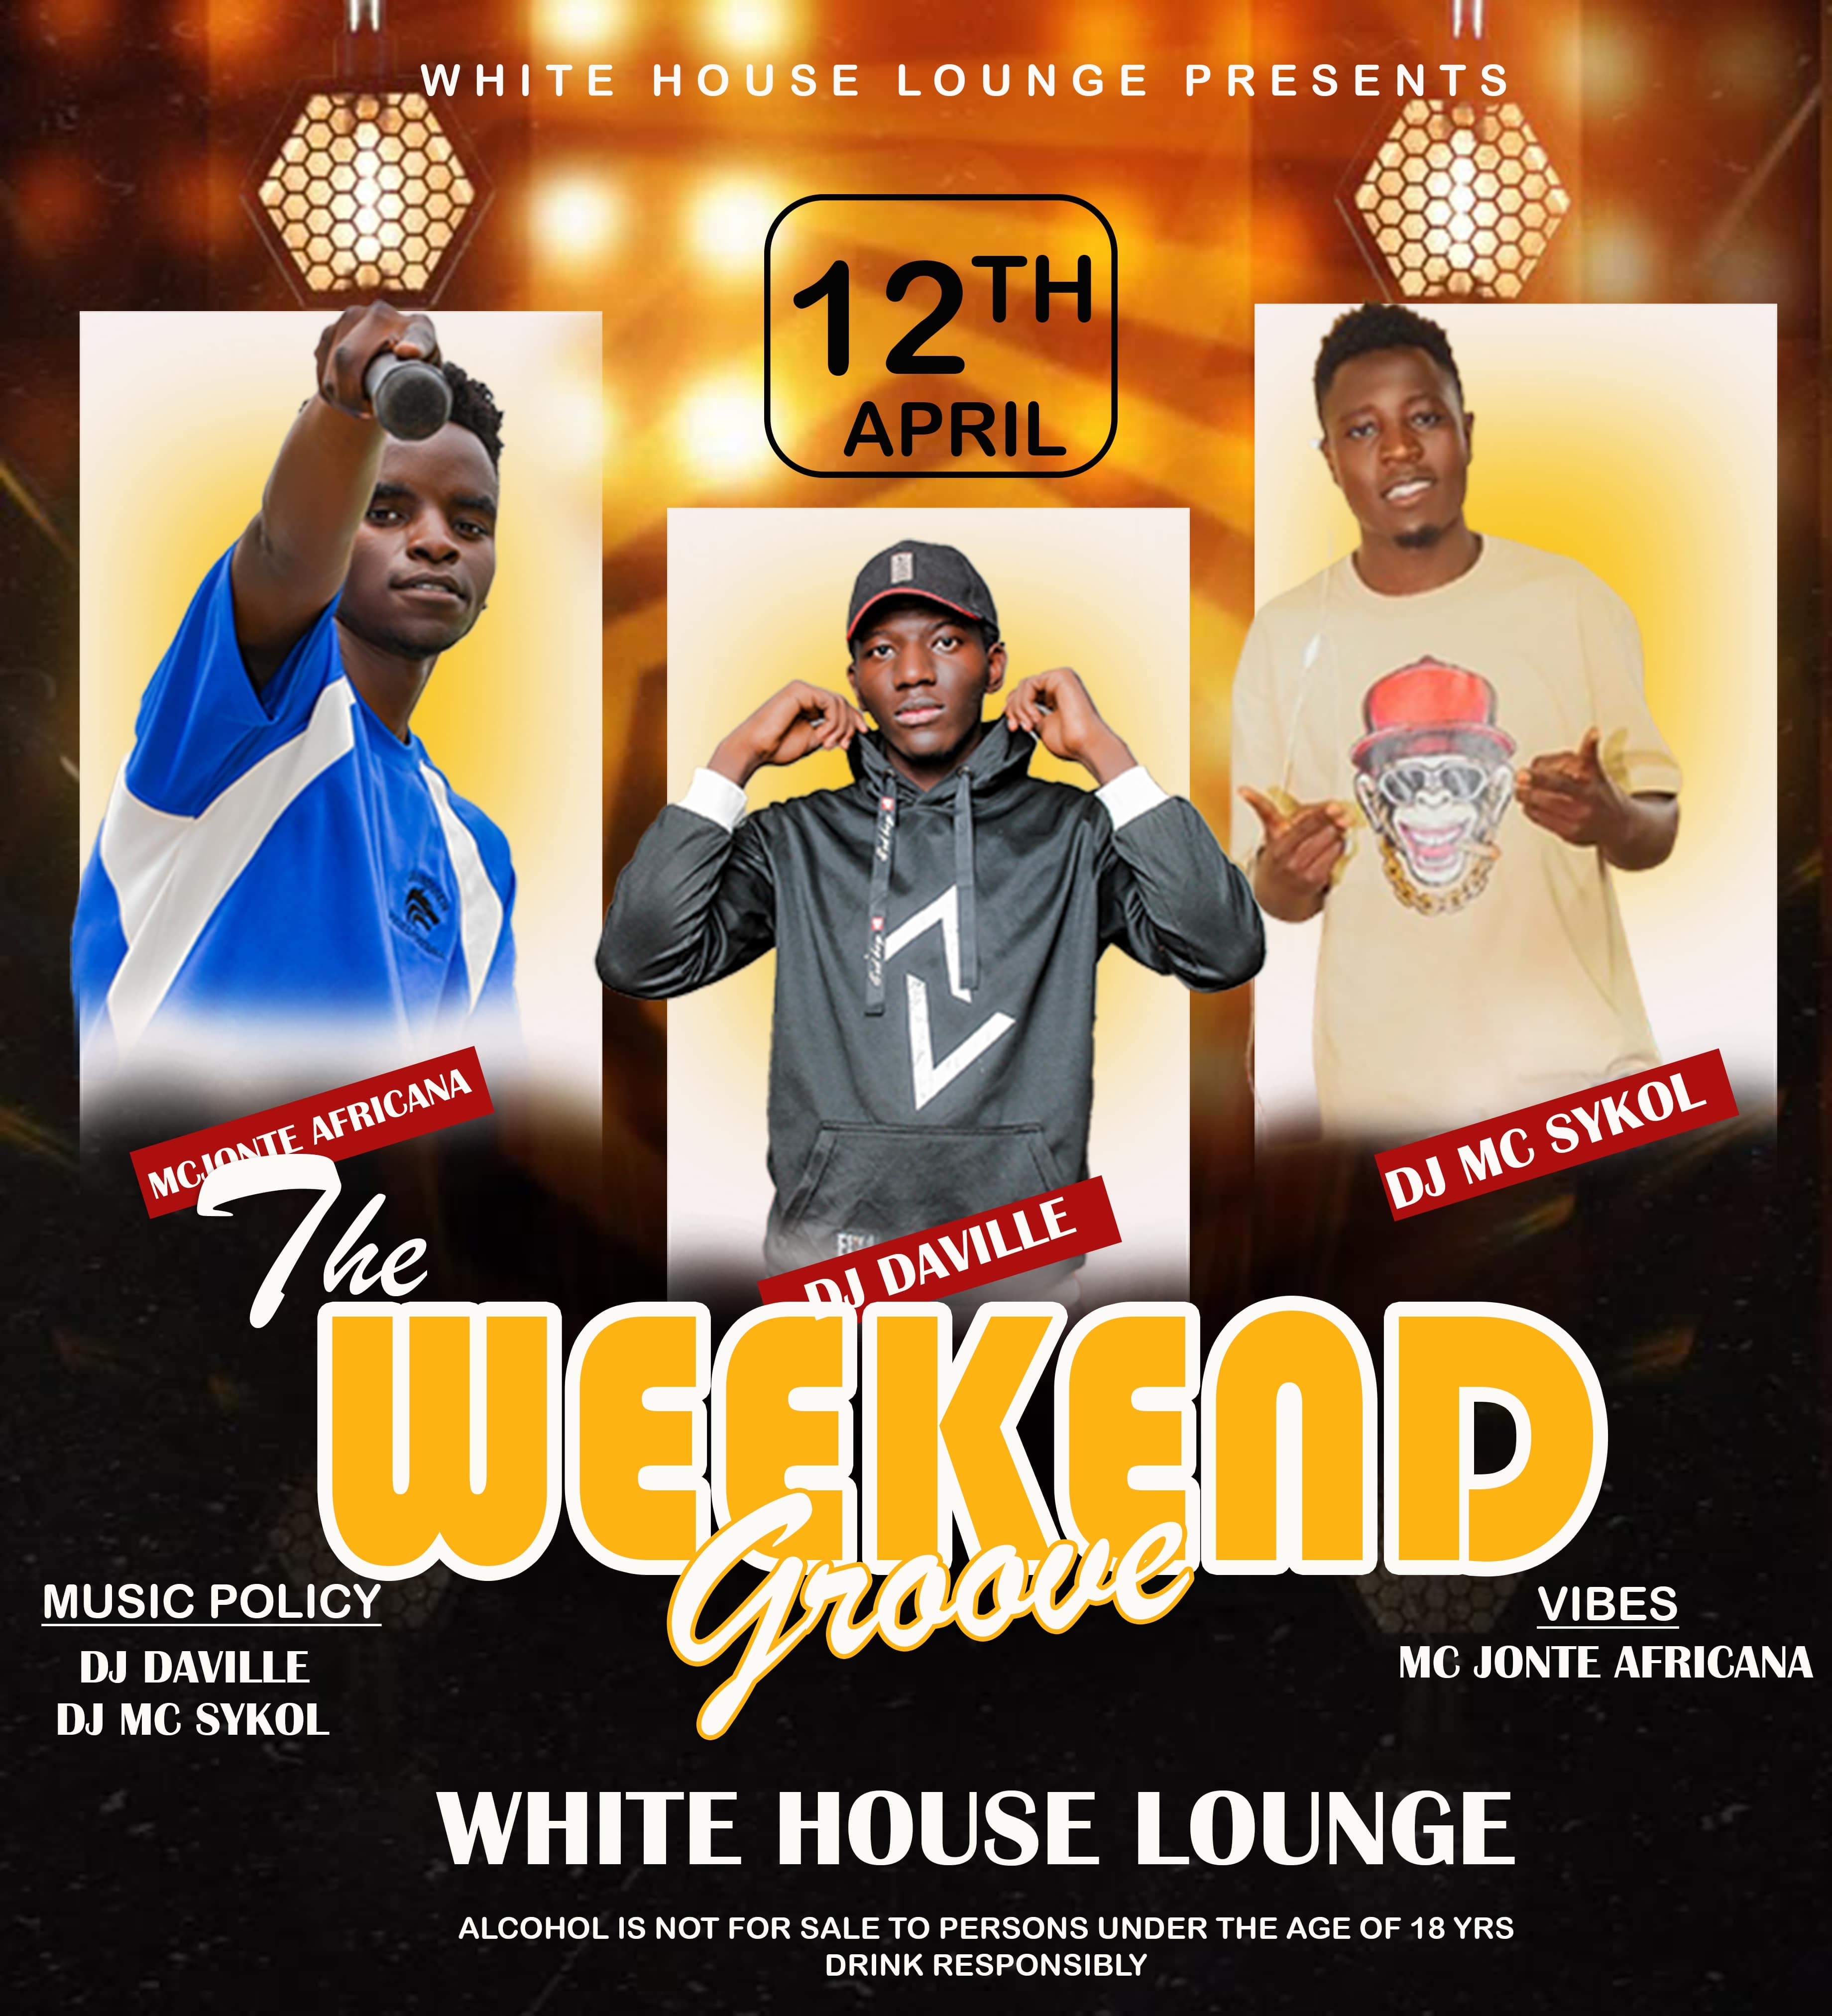 WHITE HOUSE LOUNGE PRESENTS
12TH
APRIL
MCJONTE AFRICANA
DJ DAVILLE
DJ MC SYKOL
The
WEEKEND
Groove
MUSIC POLICY
DJ DAVILLE
DJ MC SYKOL
VIBES
MC JONTE AFRICANA
WHITE HOUSE LOUNGE
ALCOHOL IS NOT FOR SALE TO PERSONS UNDER THE AGE OF 18 YRS
DRINK RESPONSIBLY